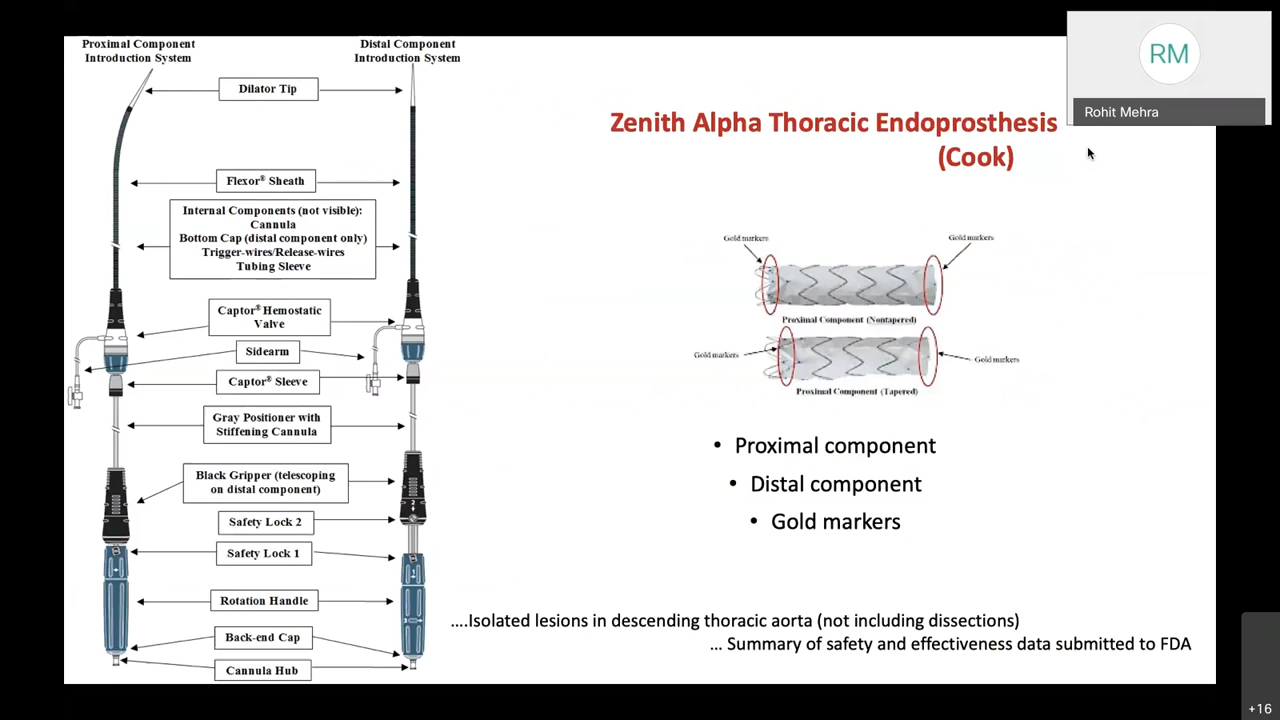 Proximal Component
Introduction System
Distal Component
Introduction System
Dilator Tip
Flexor® Sheath
Internal Components (not visible):
Cannula
Bottom Cap (distal component only)
Trigger-wires/Release-wires
Tubing Sleeve
Captor® Hemostatic
Valve
Sidearm
Captor® Sleeve
Gray Positioner with
Stiffening Cannula
Black Gripper (telescoping
on distal component)
Safety Lock 2
Safety Lock 1
Rotation Handle
Back-end Cap
Cannula Hub
2
1
3
Zenith Alpha Thoracic Endoprosthesis
(Cook)
Gold markers
Gold markers
Proximal Component (Nontapered)
Gold markers
Gold markers
Proximal Component (Tapered)
• Proximal component
• Distal component
• Gold markers
....Isolated lesions in descending thoracic aorta (not including dissections)
... Summary of safety and effectiveness data submitted to FDA
RM
Rohit Mehra
+16